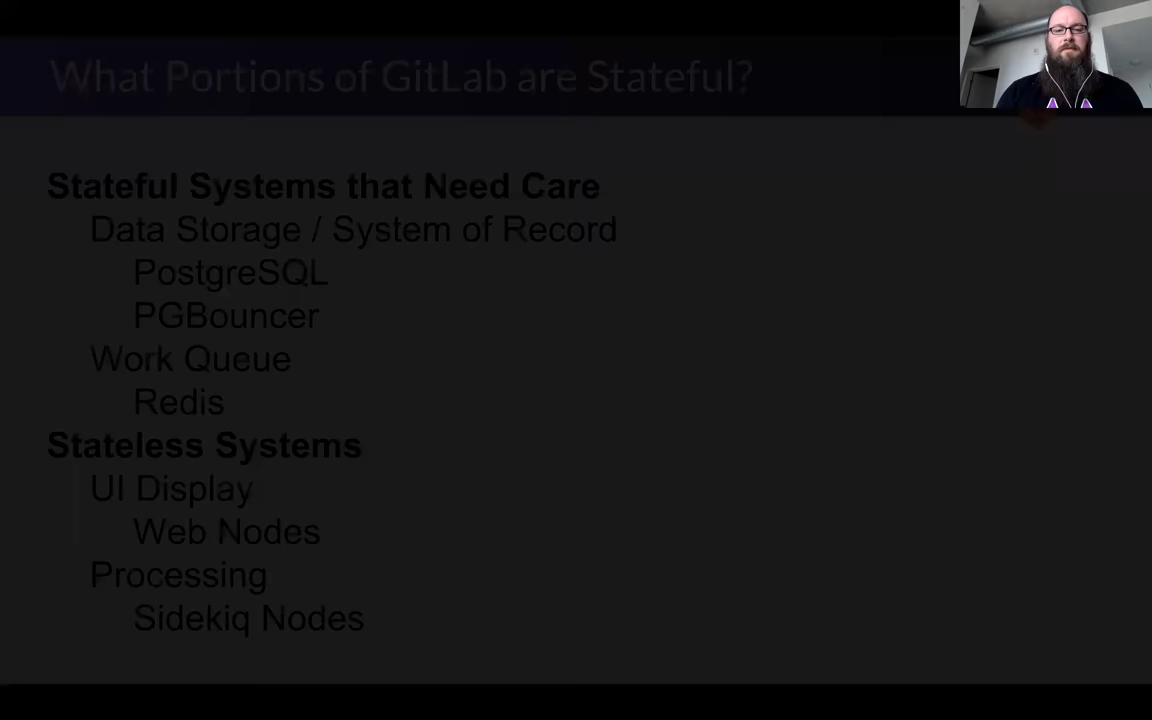 What Portions of GitLab are Stateful?
Stateful Systems that Need Care
Data Storage / System of Record
PostgreSQL
PGBouncer
Work Queue
Redis
Stateless Systems
UI Display
Web Nodes
Processing
Sidekiq Nodes